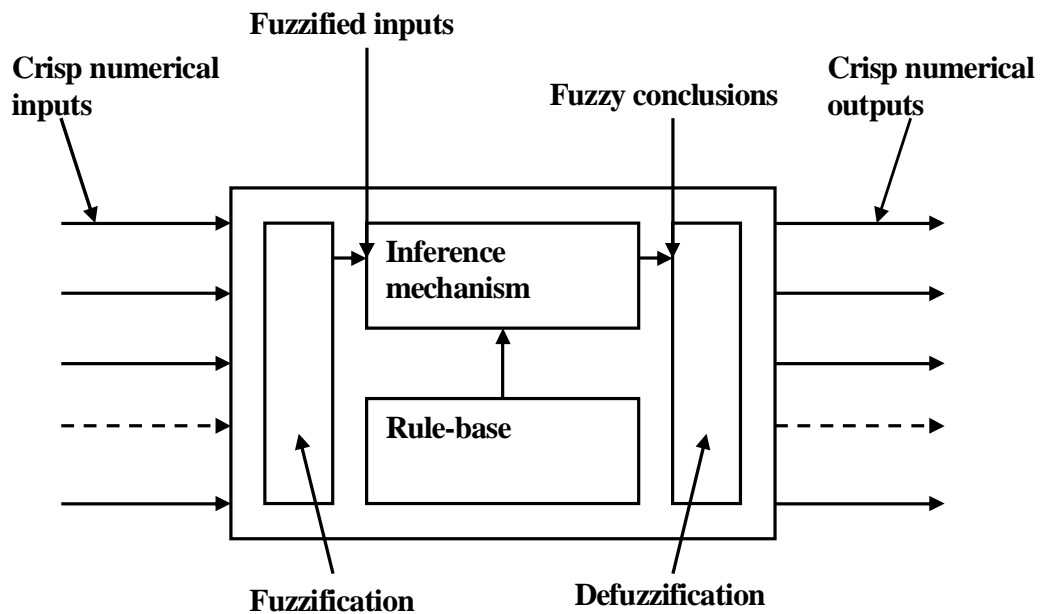 Fuzzified inputs
Crisp numerical
inputs
Crisp numerical
outputs
Fuzzy conclusions
Inference
mechanism
Rule-base
Fuzzification
Defuzzification